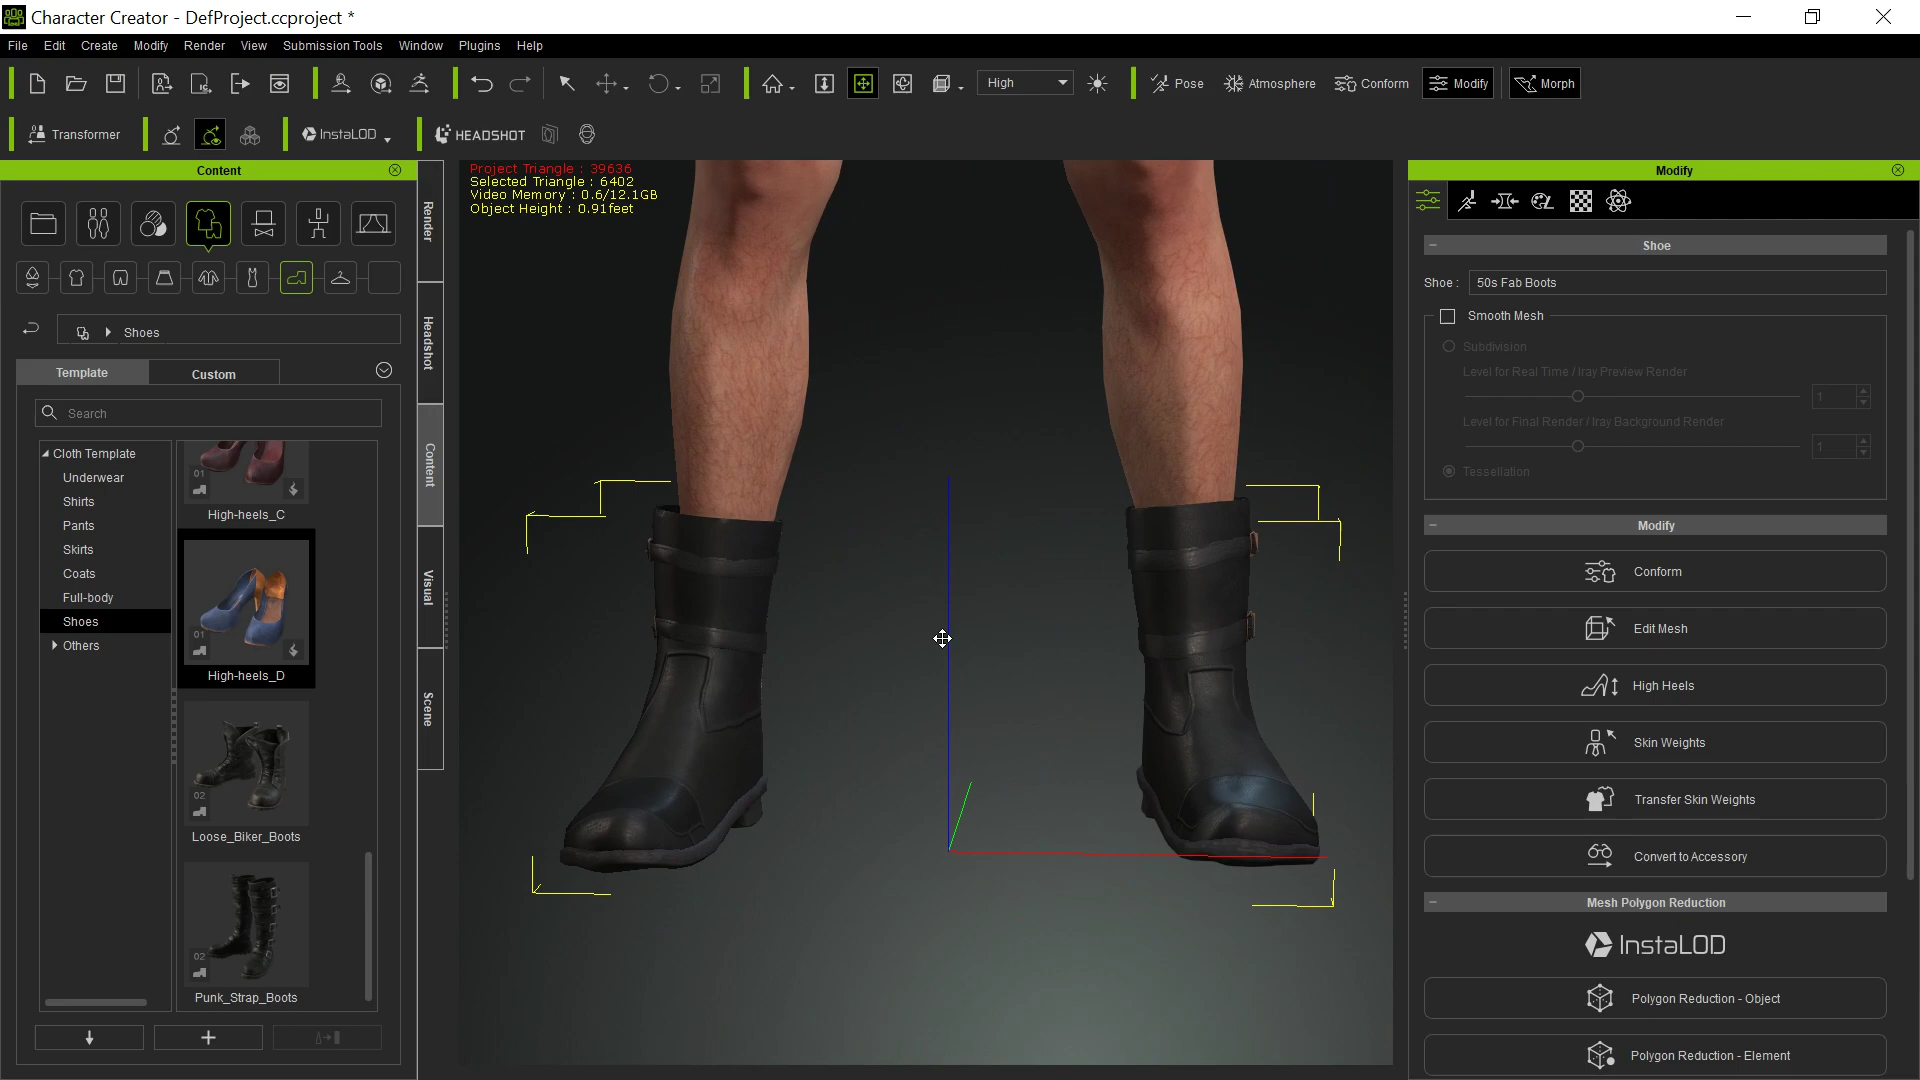 Character Creator - DefProject.ccproject *
File Edit Create Modify Render View Submission Tools Window Plugins Help
High
Pose
Atmosphere
Conform
Modify
Morph
Transformer
InstaLOD
HEADSHOT
Content
Shoes
Template Custom
Search
Cloth Template
Underwear
Shirts
Pants
Skirts
Coats
Full-body
Shoes
Others
01
High-heels_C
01
High-heels_D
02
Loose_Biker_Boots
02
Punk_Strap_Boots
Render
Headshot
Content
Visual
Scene
Project Triangle : 39636
Selected Triangle : 6402
Video Memory : 0.6/12.1GB
Object Height : 0.91feet
Modify
Shoe
Shoe : 50s Fab Boots
Smooth Mesh
Subdivision
Level for Real Time / Iray Preview Render
1
Level for Final Render / Iray Background Render
1
Tessellation
Modify
Conform
Edit Mesh
High Heels
Skin Weights
Transfer Skin Weights
Convert to Accessory
Mesh Polygon Reduction
InstaLOD
Polygon Reduction - Object
Polygon Reduction - Element